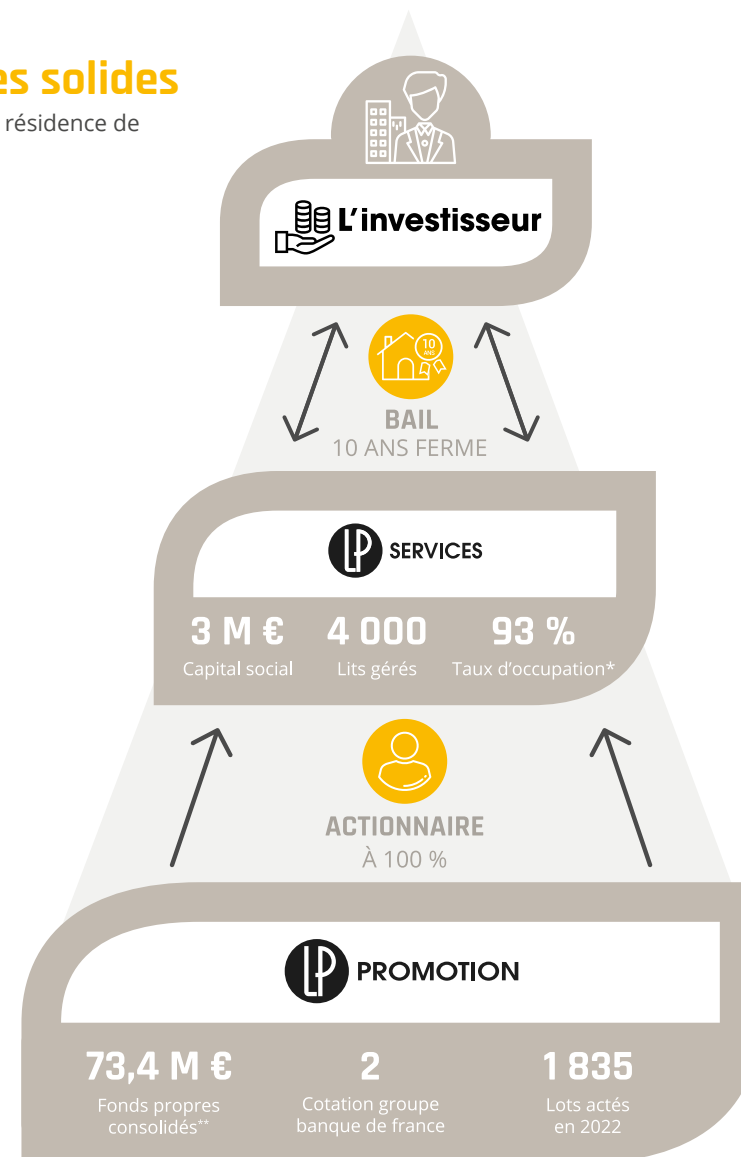 es solides
résidence de
L'investisseur
10
ANS
BAIL
10 ANS FERME
LP SERVICES
3 M € 4 000 93 %
Capital social Lits gérés Taux d'occupation*
ACTIONNAIRE
À 100 %
LP PROMOTION
73,4 M € 2 1 835
Fonds propres Cotation groupe Lots actés
consolidés** banque de france en 2022